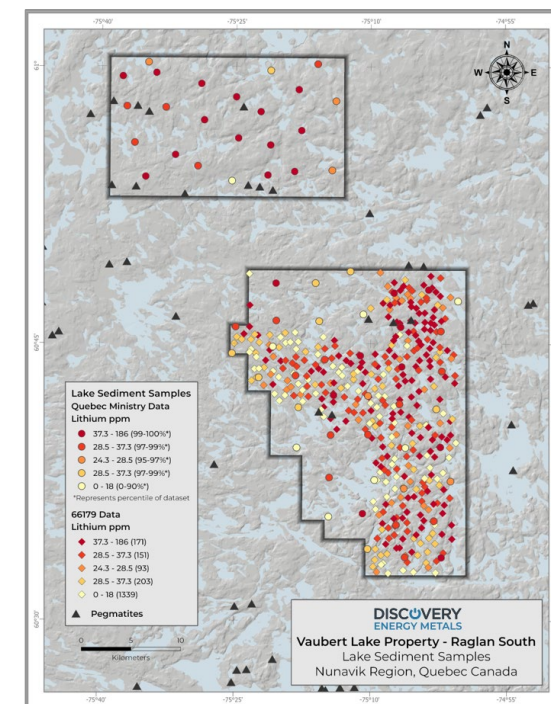 -75°40'
-75°25'
-75°10'
-74°55'
61°
N
W
E
S
60°45'
60°30'
Lake Sediment Samples
Quebec Ministry Data
Lithium ppm
37.3 - 186 (99-100%*)
28.5 - 37.3 (97-99%*)
24.3 - 28.5 (95-97%*)
28.5 - 37.3 (97-99%*)
0 - 18 (0-90%*)
*Represents percentile of dataset
66179 Data
Lithium ppm
37.3 - 186 (171)
28.5 - 37.3 (151)
24.3 - 28.5 (93)
28.5 - 37.3 (203)
0 - 18 (1339)
Pegmatites
0 5 10
Kilometers
DISCOVERY
ENERGY METALS
Vaubert Lake Property - Raglan South
Lake Sediment Samples
Nunavik Region, Quebec Canada
-75°40'
-75°25'
-75°10'
-74°55'